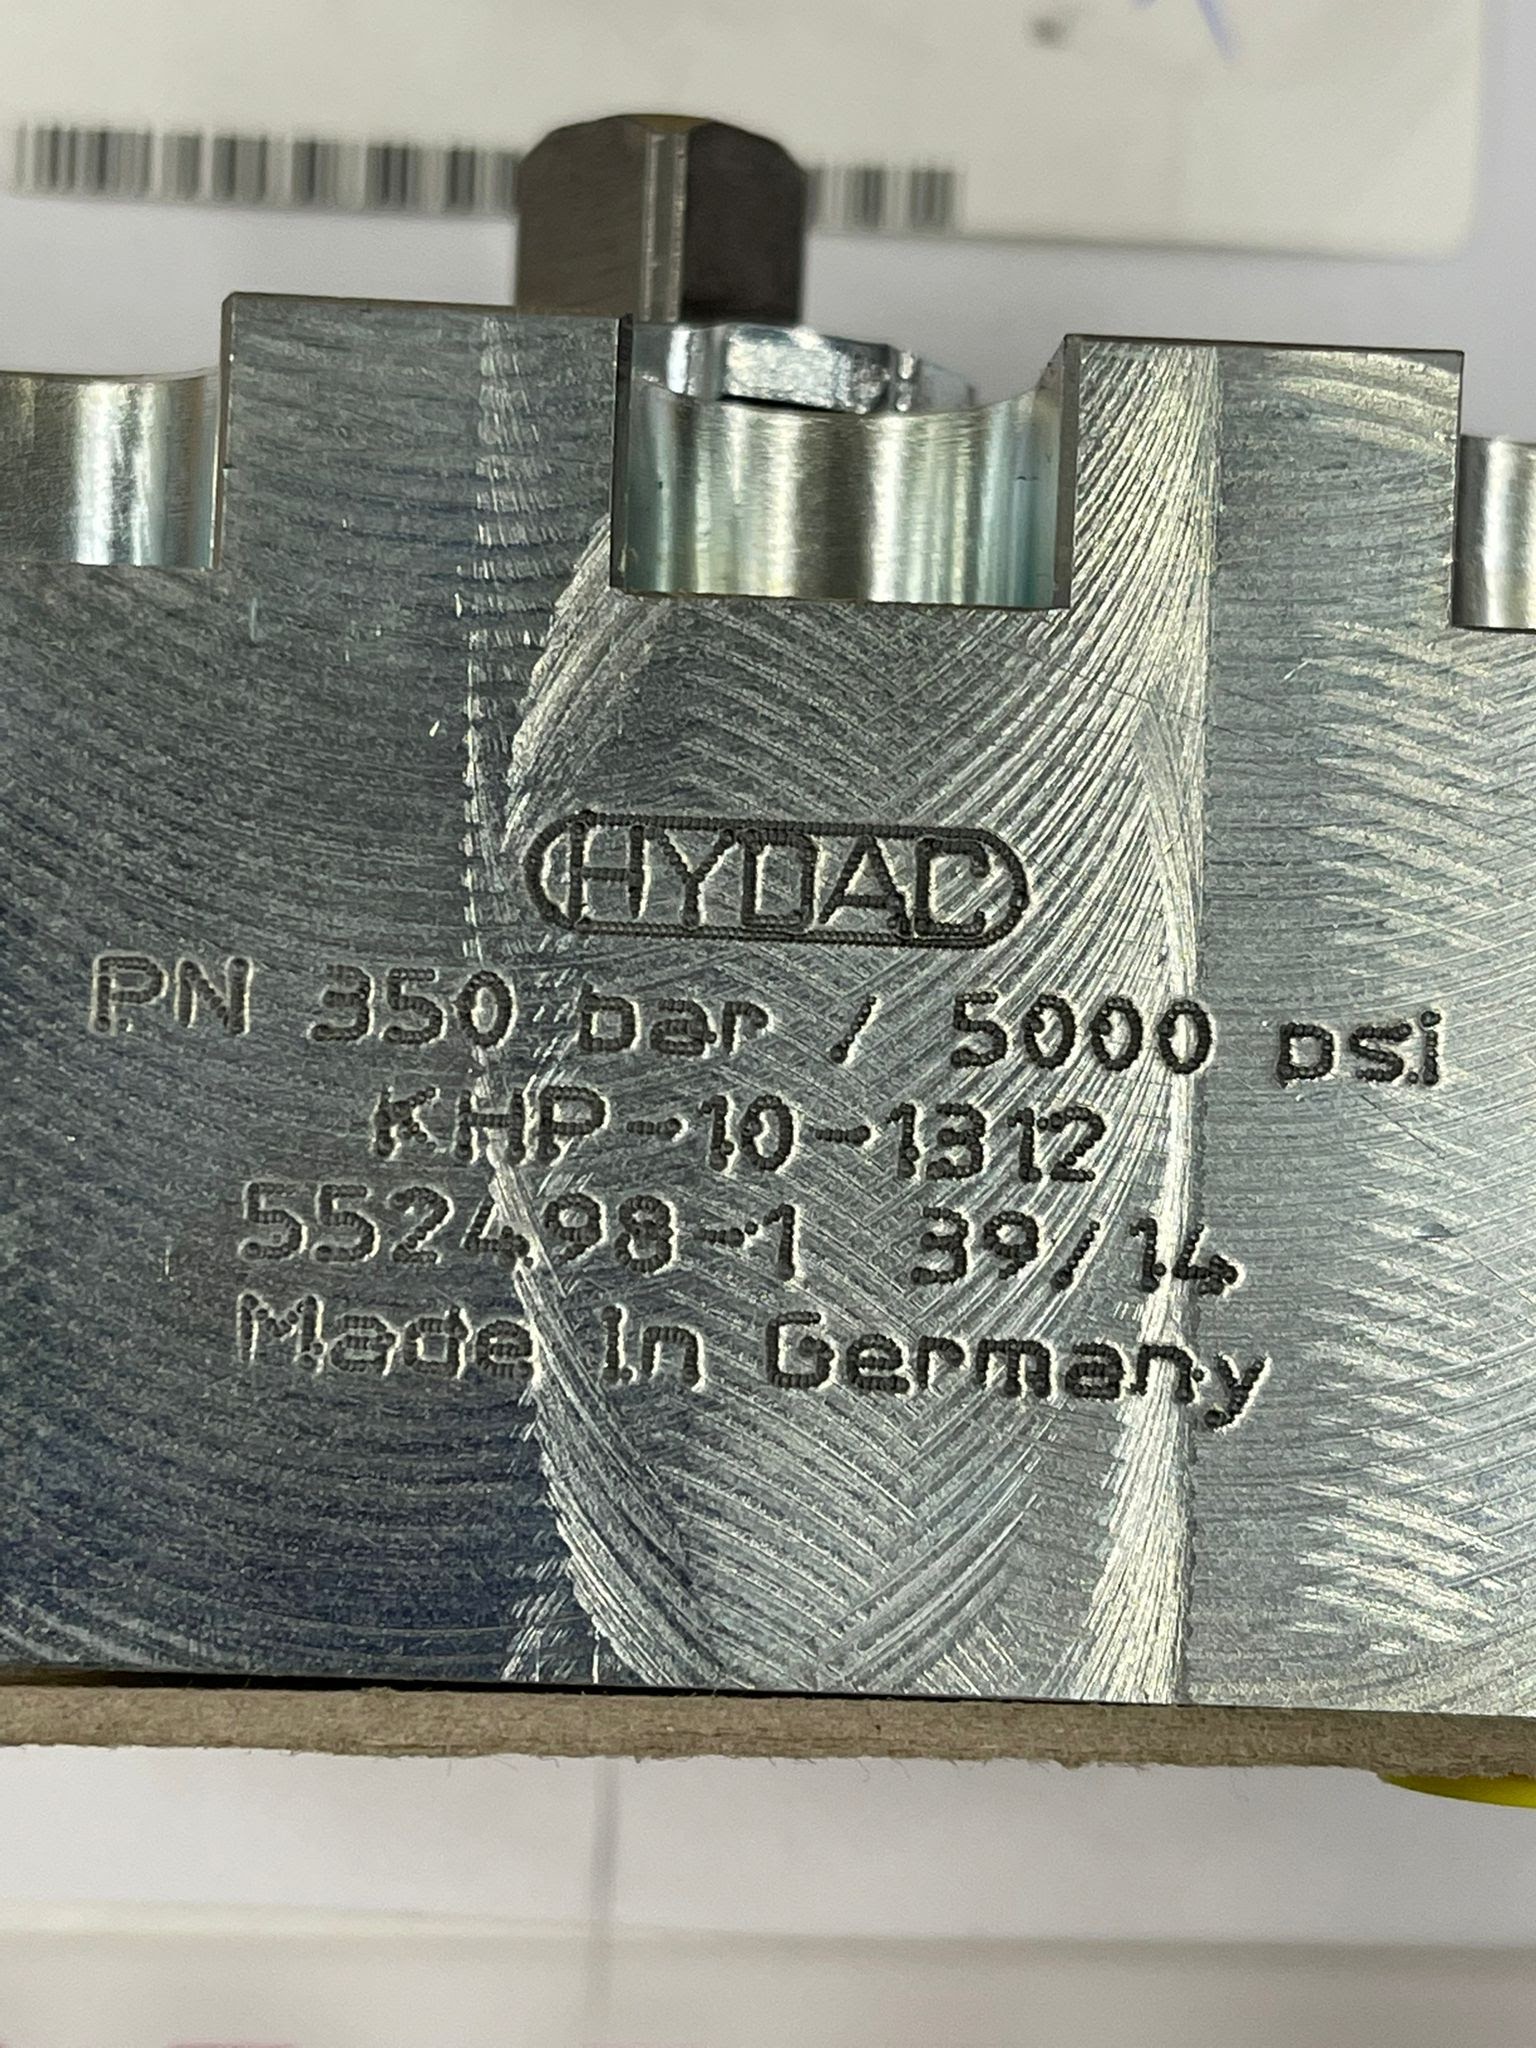 HYDAC
PN 350 bar / 5000 psi
KHP-10-1312
552498-1 39/14
Made in Germany